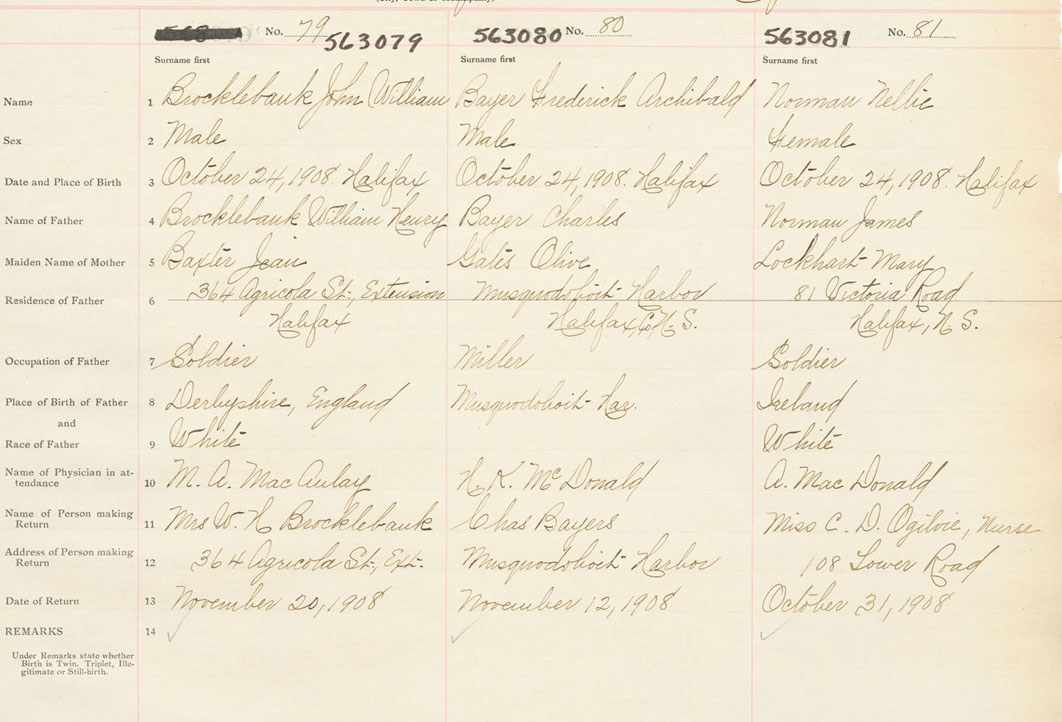 No. 79 563079 563080 No. 80 563081 No. 81
Surname first Surname first Surname first
Name 1 Brocklebank John William Bayer Frederick Archibald Norman Nellie
Sex 2 Male Male Female
Date and Place of Birth 3 October 24, 1908 Halifax October 24, 1908. Halifax October 24, 1908. Halifax
Name of Father 4 Brocklebank William Henry Bayer Charles Norman James
Maiden Name of Mother 5 Baxter Jean Gates Olive Lockhart Mary
Residence of Father 6 364 Agricola St., Extension Musquodoboit Harbor 81 Victoria Road
Halifax Halifax Co., N.S. Halifax, N.S.
Occupation of Father 7 Soldier Miller Soldier
Place of Birth of Father 8 Derbyshire, England Musquodoboit Har. Ireland
and
Race of Father 9 White White
Name of Physician in at-
tendance 10 M. A. MacAulay H. K. McDonald A. MacDonald
Name of Person making
Return 11 Mrs W. H Brocklebank Chas Bayers Miss C. D. Ogilvie, Nurse
Address of Person making
Return 12 364 Agricola St., Ext. Musquodoboit Harbor 108 Lower Road
Date of Return 13 November 20, 1908 November 12, 1908 October 31, 1908
REMARKS 14
Under Remarks state whether
Birth is Twin, Triplet, Ille-
gitimate or Still-birth.